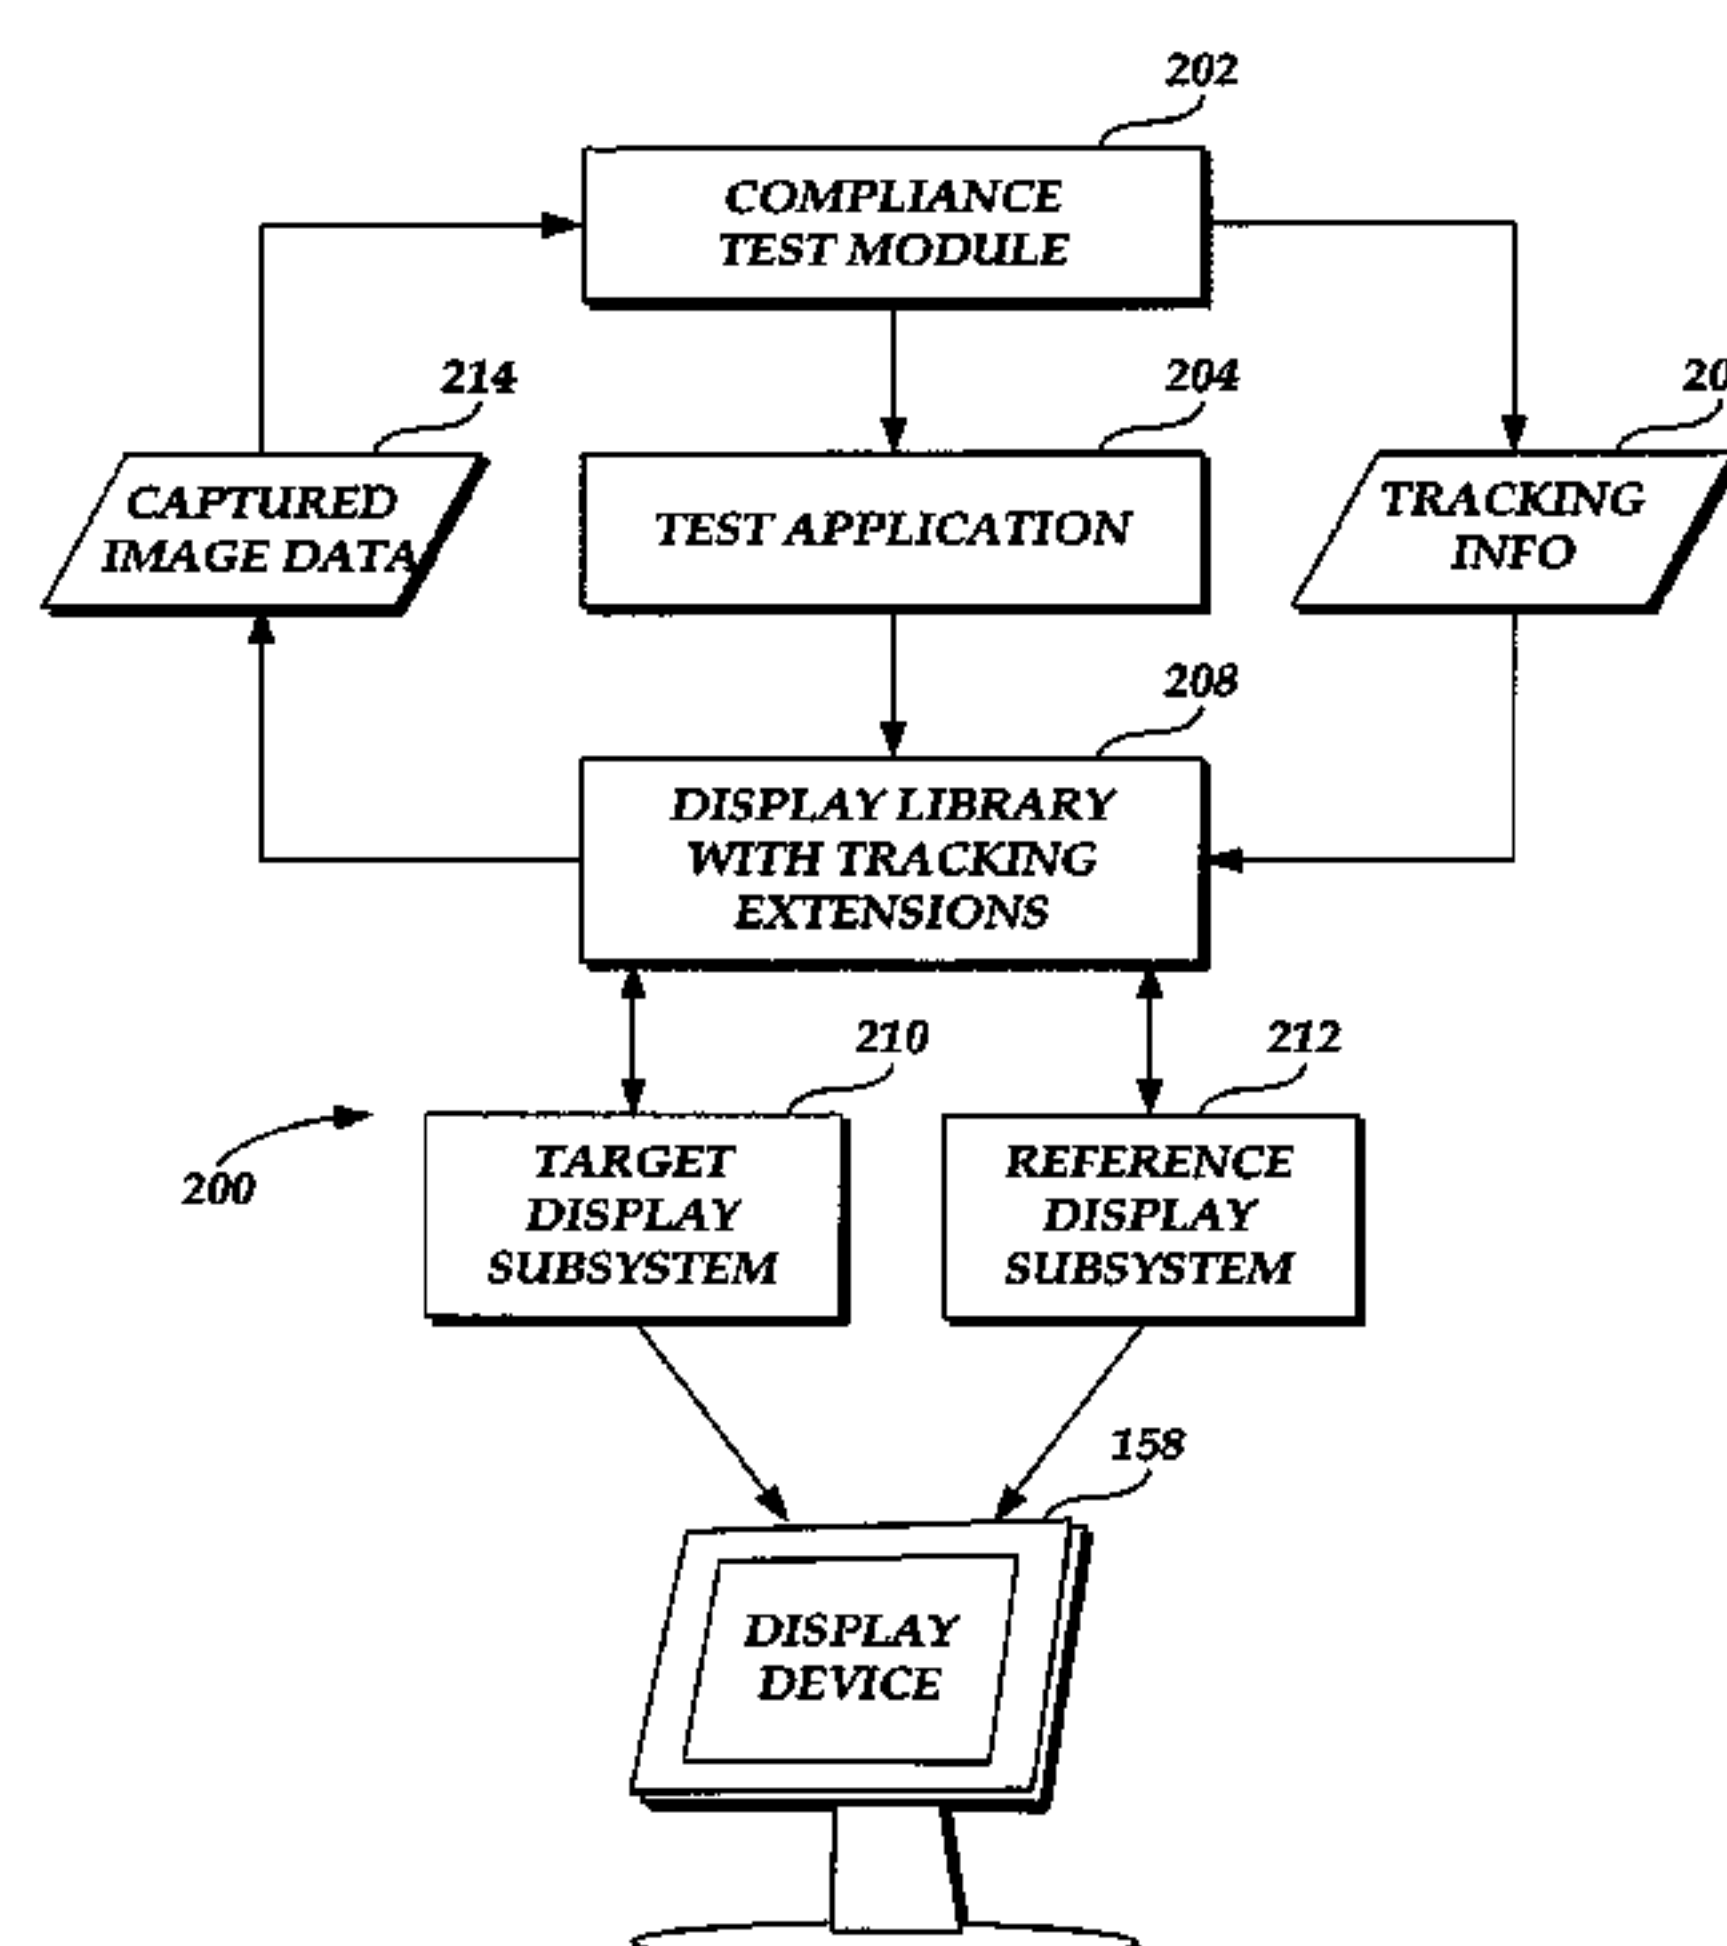 202
COMPLIANCE
TEST MODULE
214
204
20
CAPTURED
IMAGE DATA
TEST APPLICATION
TRACKING
INFO
208
DISPLAY LIBRARY
WITH TRACKING
EXTENSIONS
210
212
200
TARGET
DISPLAY
SUBSYSTEM
REFERENCE
DISPLAY
SUBSYSTEM
158
DISPLAY
DEVICE